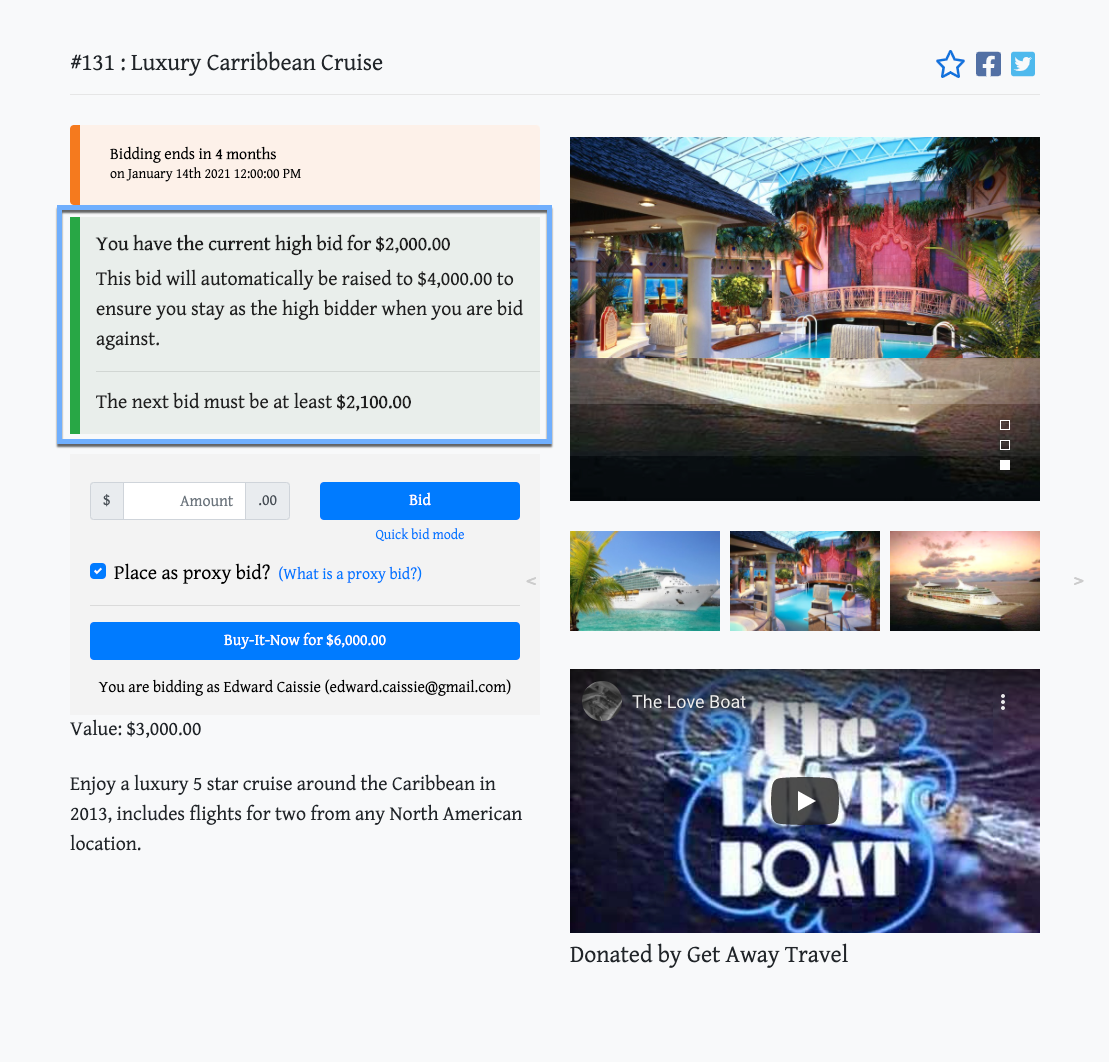 #131 : Luxury Carribbean Cruise
Bidding ends in 4 months
on January 14th 2021 12:00:00 PM
You have the current high bid for $2,000.00
This bid will automatically be raised to $4,000.00 to
ensure you stay as the high bidder when you are bid
against.
The next bid must be at least $2,100.00
$ Amount .00
Bid
Quick bid mode
Place as proxy bid? (What is a proxy bid?)
Buy-It-Now for $6,000.00
You are bidding as Edward Caissie (edward.caissie@gmail.com)
Value: $3,000.00
Enjoy a luxury 5 star cruise around the Caribbean in
2013, includes flights for two from any North American
location.
<
>
The Love Boat
The
LOVE
BOAT
Donated by Get Away Travel